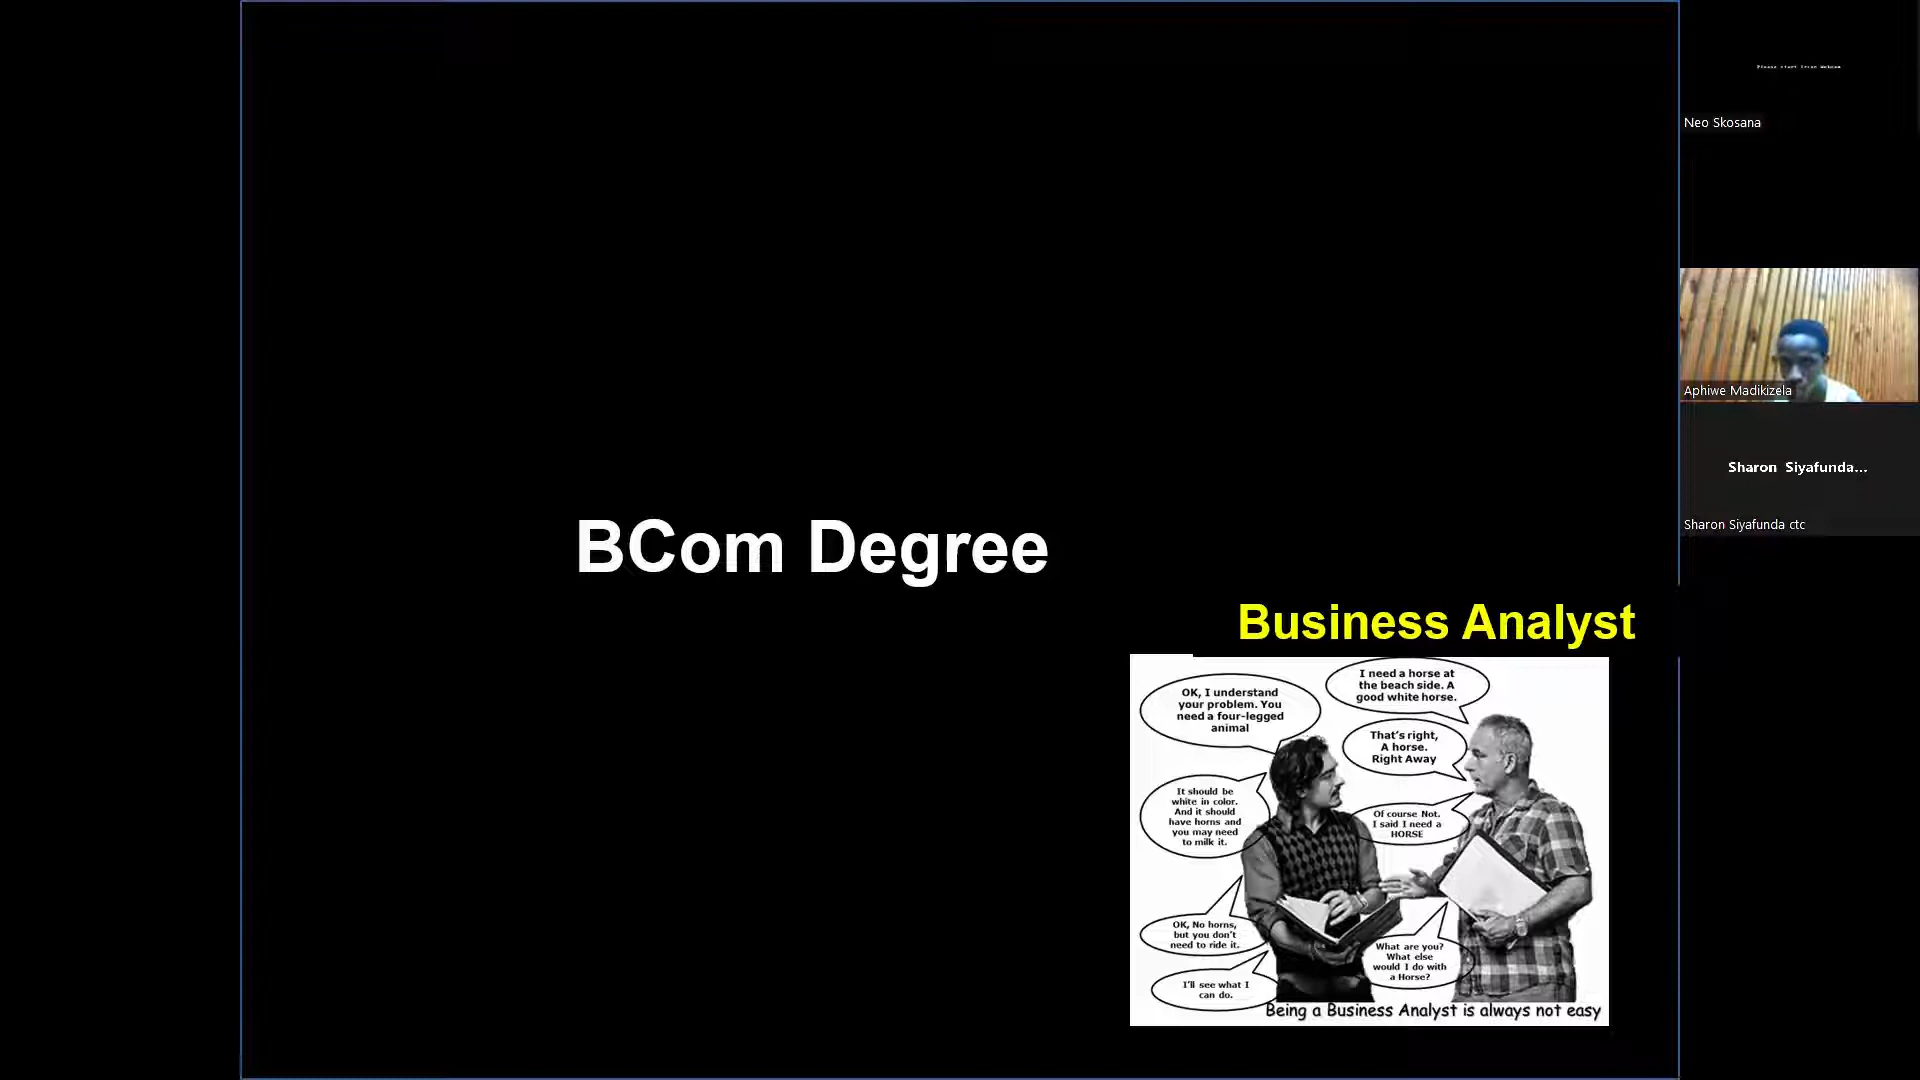 Please start Iriun Webcam
Neo Skosana
Aphiwe Madikizela
Sharon Siyafunda...
Sharon Siyafunda ctc
BCom Degree
Business Analyst
I need a horse at
the beach side. A
good white horse.
OK, I understand
your problem. You
need a four-legged
animal
That's right,
A horse.
Right Away
It should be
white in color.
And it should
have horns and
you may need
to milk it.
Of course Not.
I said I need a
HORSE
OK, No horns,
but you don't
need to ride it.
What are you?
What else
would I do with
a Horse?
I'll see what I
can do.
Being a Business Analyst is always not easy